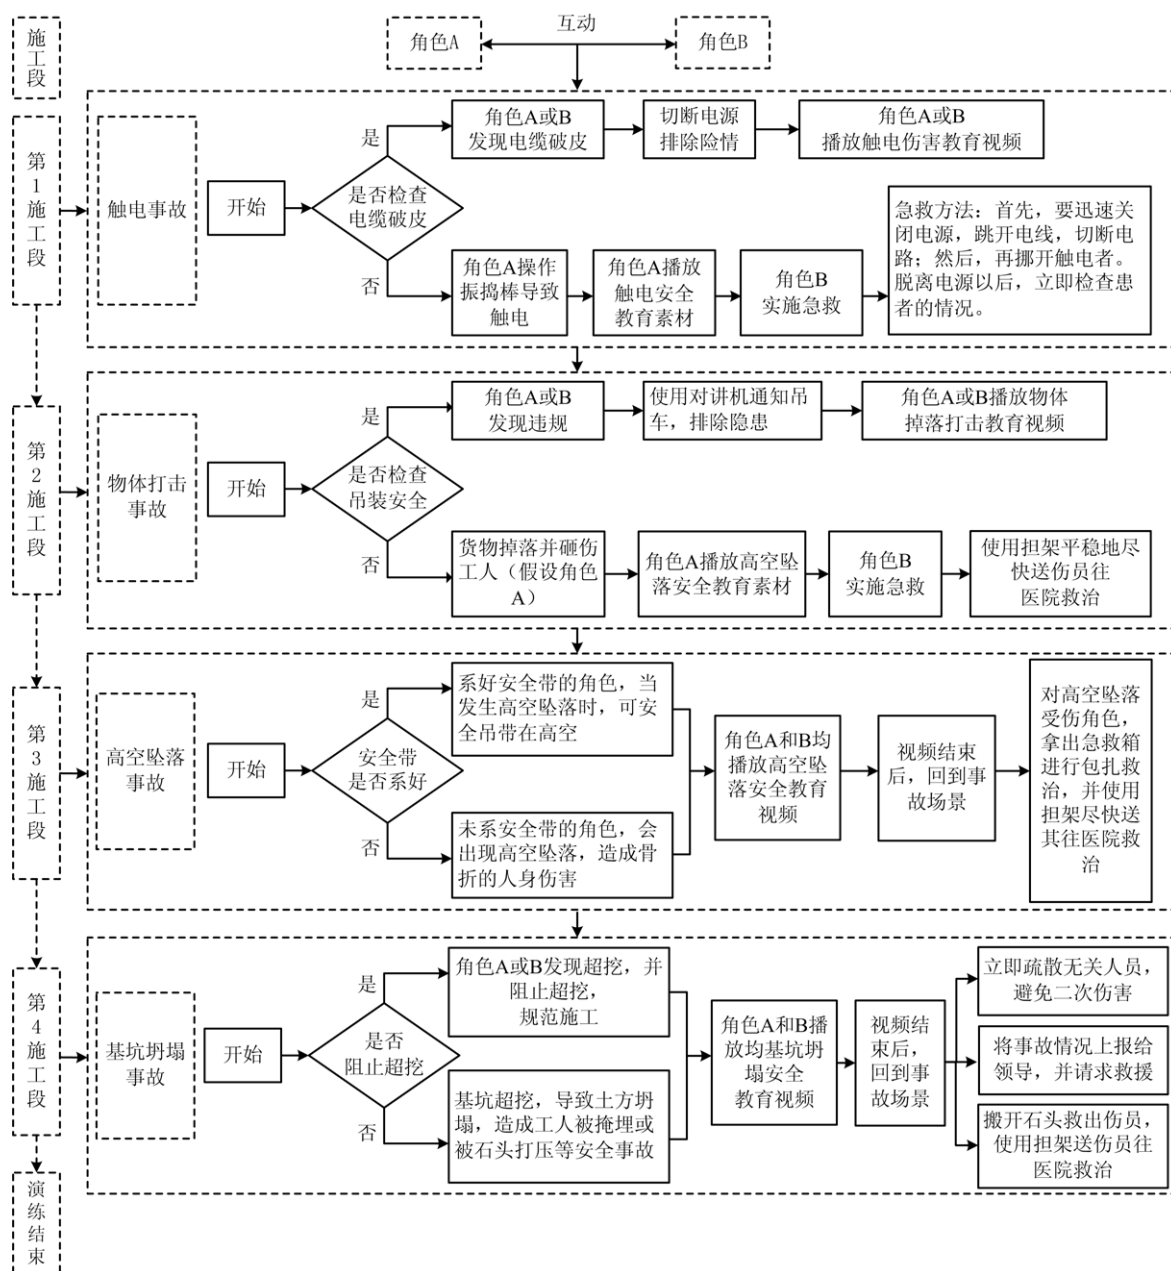 施工段
互动
角色A
角色B
第1施工段
触电事故
开始
是否检查
电缆破皮
是
角色A或B
发现电缆破皮
切断电源
排除险情
角色A或B
播放触电伤害教育视频
否
角色A操作
振捣棒导致
触电
角色A播放
触电安全
教育素材
角色B
实施急救
急救方法：首先，要迅速关
闭电源，跳开电线，切断电
路；然后，再挪开触电者。
脱离电源以后，立即检查患
者的情况。
第2施工段
物体打击
事故
开始
是否检查
吊装安全
是
角色A或B
发现违规
使用对讲机通知吊
车，排除隐患
角色A或B播放物体
掉落打击教育视频
否
货物掉落并砸伤
工人（假设角色
A）
角色A播放高空坠
落安全教育素材
角色B
实施急救
使用担架平稳地尽
快送伤员往
医院救治
第3施工段
高空坠落
事故
开始
安全带
是否系好
是
系好安全带的角色，当
发生高空坠落时，可安
全吊带在高空
否
未系安全带的角色，会
出现高空坠落，造成骨
折的人身伤害
角色A和B均
播放高空坠
落安全教育
视频
视频结束
后，回到事
故场景
对高空坠落
受伤角色，
拿出急救箱
进行包扎救
治，并使用
担架尽快送
其往医院救
治
第4施工段
基坑坍塌
事故
开始
是否
阻止超挖
是
角色A或B发现超挖，并
阻止超挖，
规范施工
否
基坑超挖，导致土方坍
塌，造成工人被掩埋或
被石头打压等安全事故
角色A和B播
放均基坑坍
塌安全
教育视频
视频结
束后，
回到事
故场景
立即疏散无关人员，
避免二次伤害
将事故情况上报给
领导，并请求救援
搬开石头救出伤员，
使用担架送伤员往
医院救治
演练结束